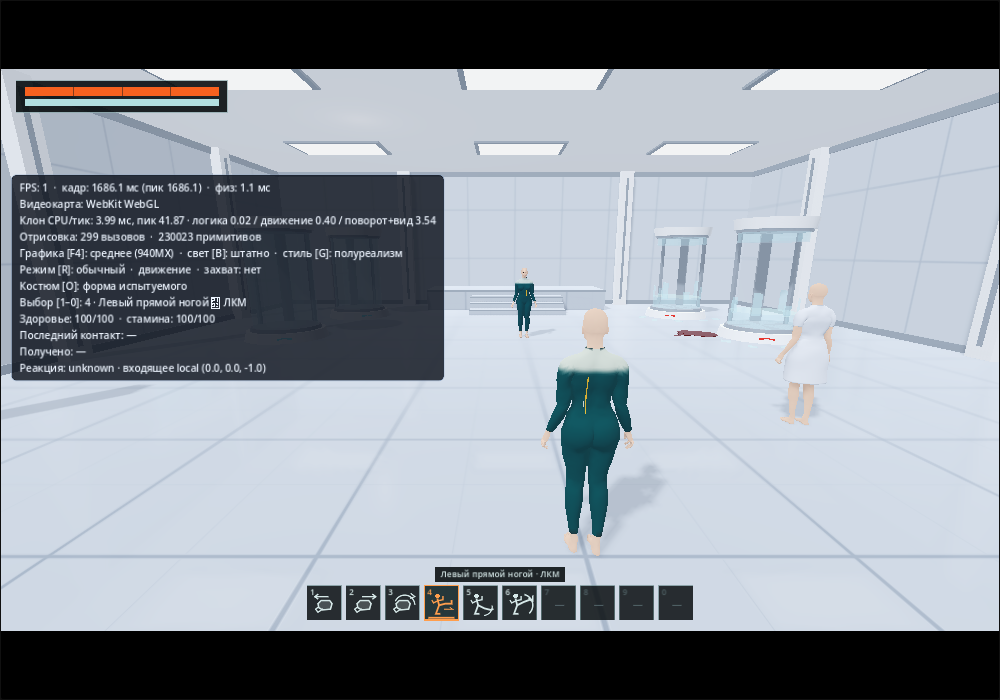 FPS: 1 · кадр: 1686.1 мс (пик 1686.1) · физ: 1.1 мс
Видеокарта: WebKit WebGL
Клон CPU/тик: 3.99 мс, пик 41.87 · логика 0.02 / движение 0.40 / поворот+вид 3.54
Отрисовка: 299 вызовов · 230023 примитивов
Графика [F4]: среднее (940MX) · свет [B]: штатно · стиль [G]: полуреализм
Режим [R]: обычный · движение · захват: нет
Костюм [O]: форма испытуемого
Выбор [1–0]: 4 · Левый прямой ногой ЛКМ
Здоровье: 100/100 · стамина: 100/100
Последний контакт: —
Получено: —
Реакция: unknown · входящее local (0.0, 0.0, -1.0)
Левый прямой ногой · ЛКМ
1 2 3 4 5 6 7 8 9 0